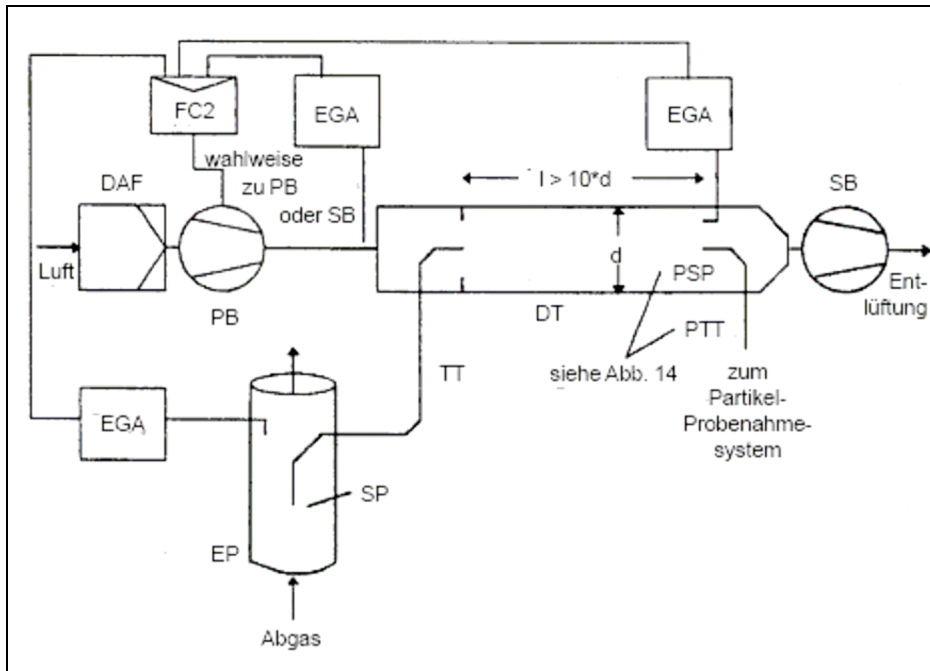 FC2
EGA
EGA
wahlweise
zu PB
oder SB
l > 10*d
DAF
SB
Luft
d
PSP
Ent-
lüftung
PB
DT
PTT
TT
siehe Abb. 14
zum
Partikel-
Probenahme-
system
EGA
SP
EP
Abgas